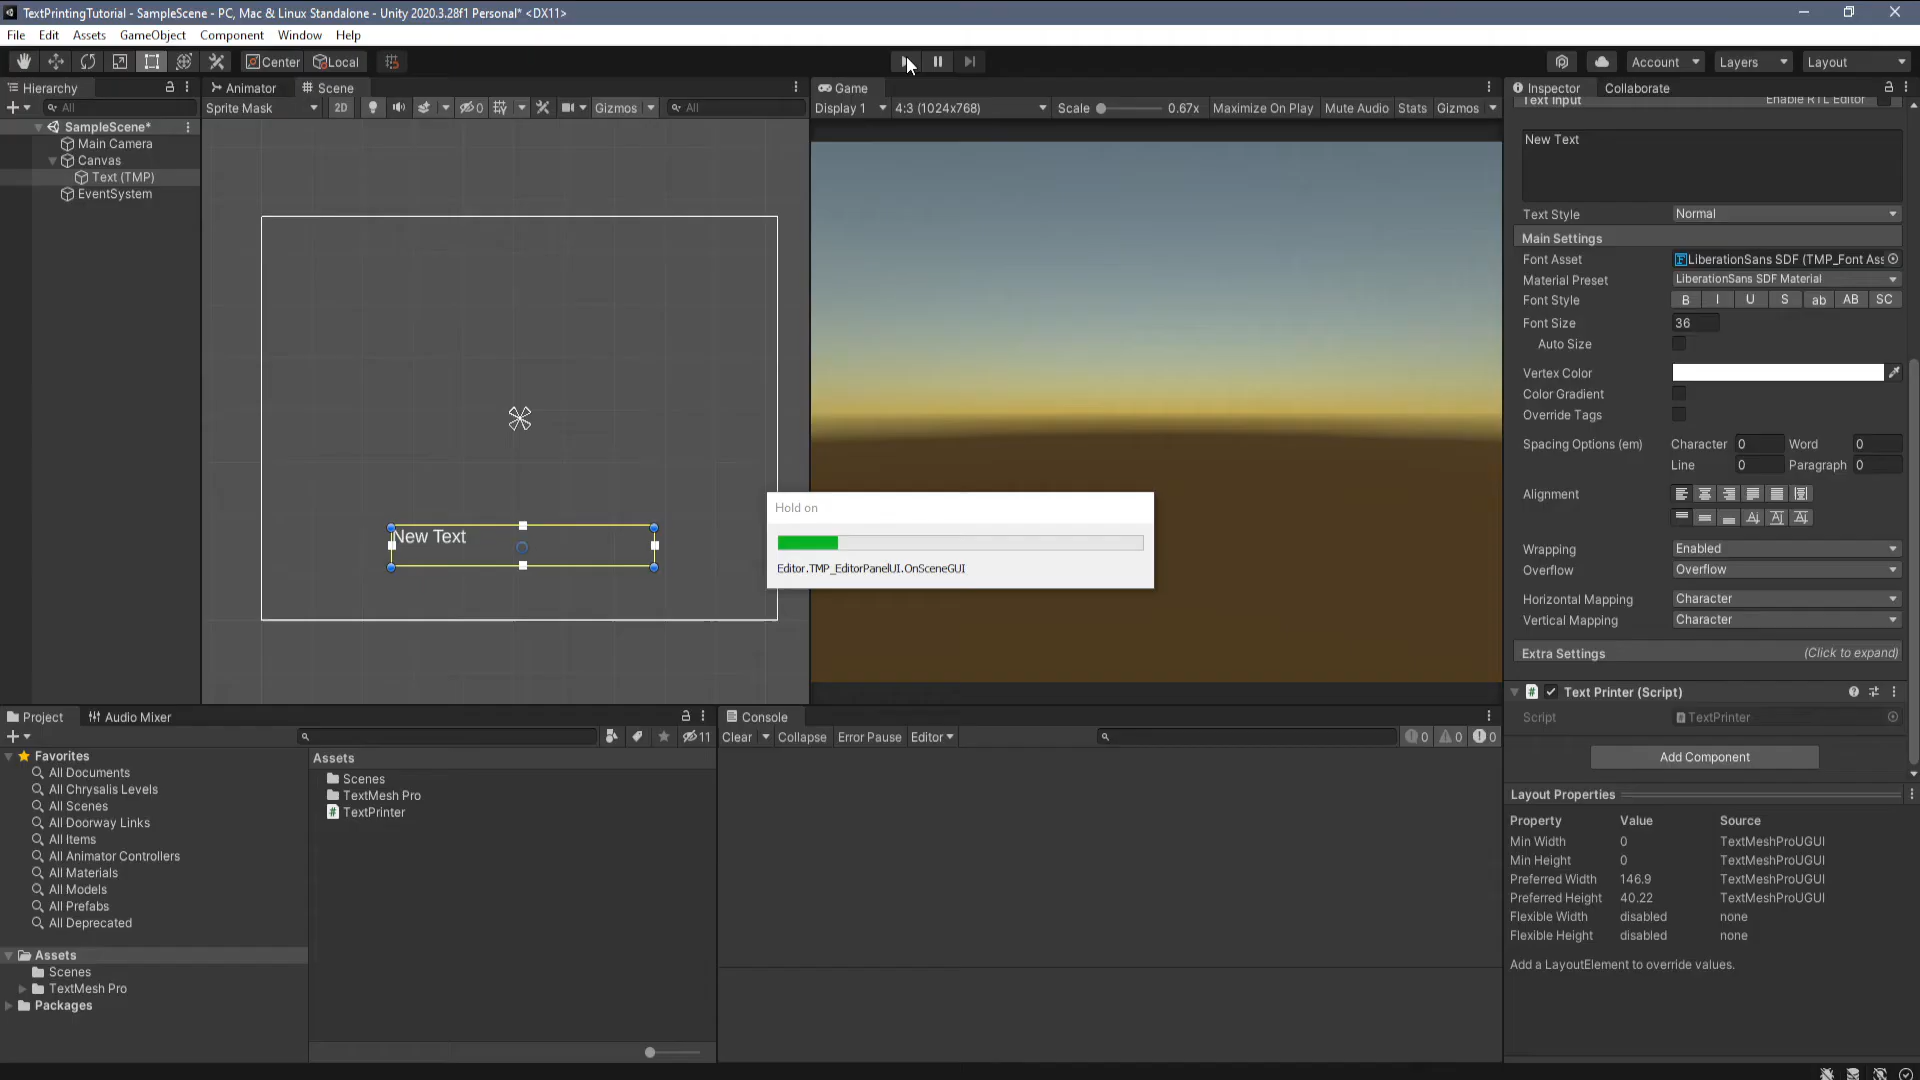 TextPrintingTutorial - SampleScene - PC, Mac & Linux Standalone - Unity 2020.3.28f1 Personal* <DX11>
File Edit Assets GameObject Component Window Help
Center Local Account Layers Layout
Hierarchy
All
SampleScene*
Main Camera
Canvas
Text (TMP)
EventSystem
Animator Scene
Sprite Mask 2D 0 Gizmos All
New Text
Game
Display 1 4:3 (1024x768) Scale 0.67x Maximize On Play Mute Audio Stats Gizmos
Hold on
Editor.TMP_EditorPanelUI.OnSceneGUI
Inspector Collaborate
Text Input Enable RTL Editor
New Text
Text Style Normal
Main Settings
Font Asset LiberationSans SDF (TMP_Font Ass
Material Preset LiberationSans SDF Material
Font Style B I U S ab AB SC
Font Size 36
Auto Size
Vertex Color
Color Gradient
Override Tags
Spacing Options (em) Character 0 Word 0
Line 0 Paragraph 0
Alignment
Wrapping Enabled
Overflow Overflow
Horizontal Mapping Character
Vertical Mapping Character
Extra Settings (Click to expand)
# Text Printer (Script)
Script TextPrinter
Add Component
Layout Properties
Property Value Source
Min Width 0 TextMeshProUGUI
Min Height 0 TextMeshProUGUI
Preferred Width 146.9 TextMeshProUGUI
Preferred Height 40.22 TextMeshProUGUI
Flexible Width disabled none
Flexible Height disabled none
Add a LayoutElement to override values.
Project Audio Mixer
11
Favorites
All Documents
All Chrysalis Levels
All Scenes
All Doorway Links
All Items
All Animator Controllers
All Materials
All Models
All Prefabs
All Deprecated
Assets
Scenes
TextMesh Pro
Packages
Assets
Scenes
TextMesh Pro
# TextPrinter
Console
Clear Collapse Error Pause Editor 0 0 0